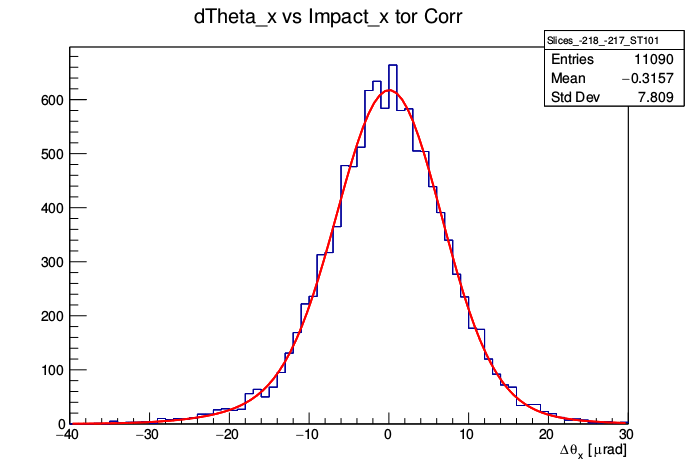 dTheta_x vs Impact_x tor Corr
Slices_-218_-217_ST101
Entries 11090
Mean −0.3157
Std Dev 7.809
600
500
400
300
200
100
0
−40 −30 −20 −10 0 10 20 30
Δθx [μrad]